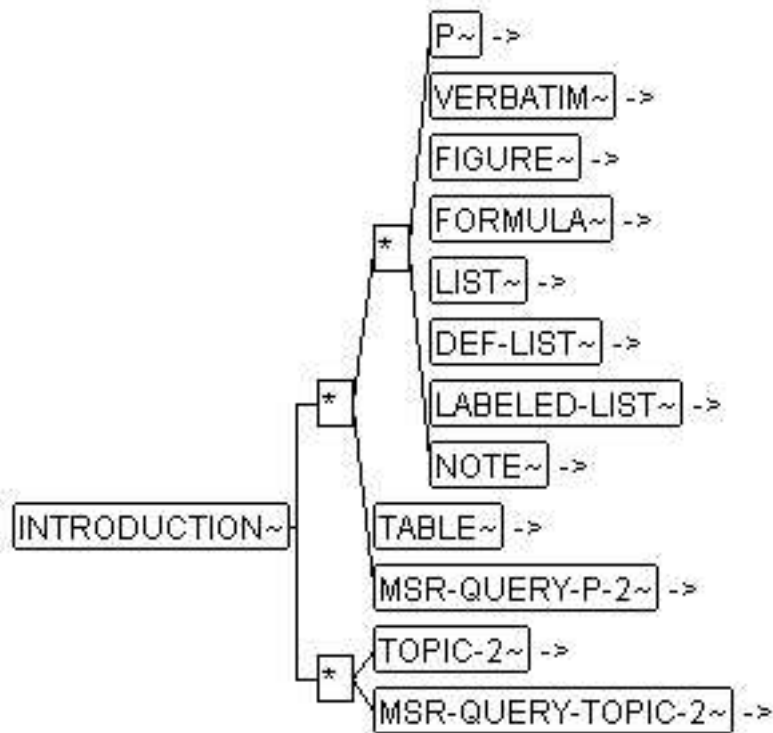 P~ ->
VERBATIM~ ->
FIGURE~ ->
FORMULA~ ->
*
LIST~ ->
DEF-LIST~ ->
*
LABELED-LIST~ ->
NOTE~ ->
INTRODUCTION~
TABLE~ ->
MSR-QUERY-P-2~ ->
TOPIC-2~ ->
*
MSR-QUERY-TOPIC-2~ ->